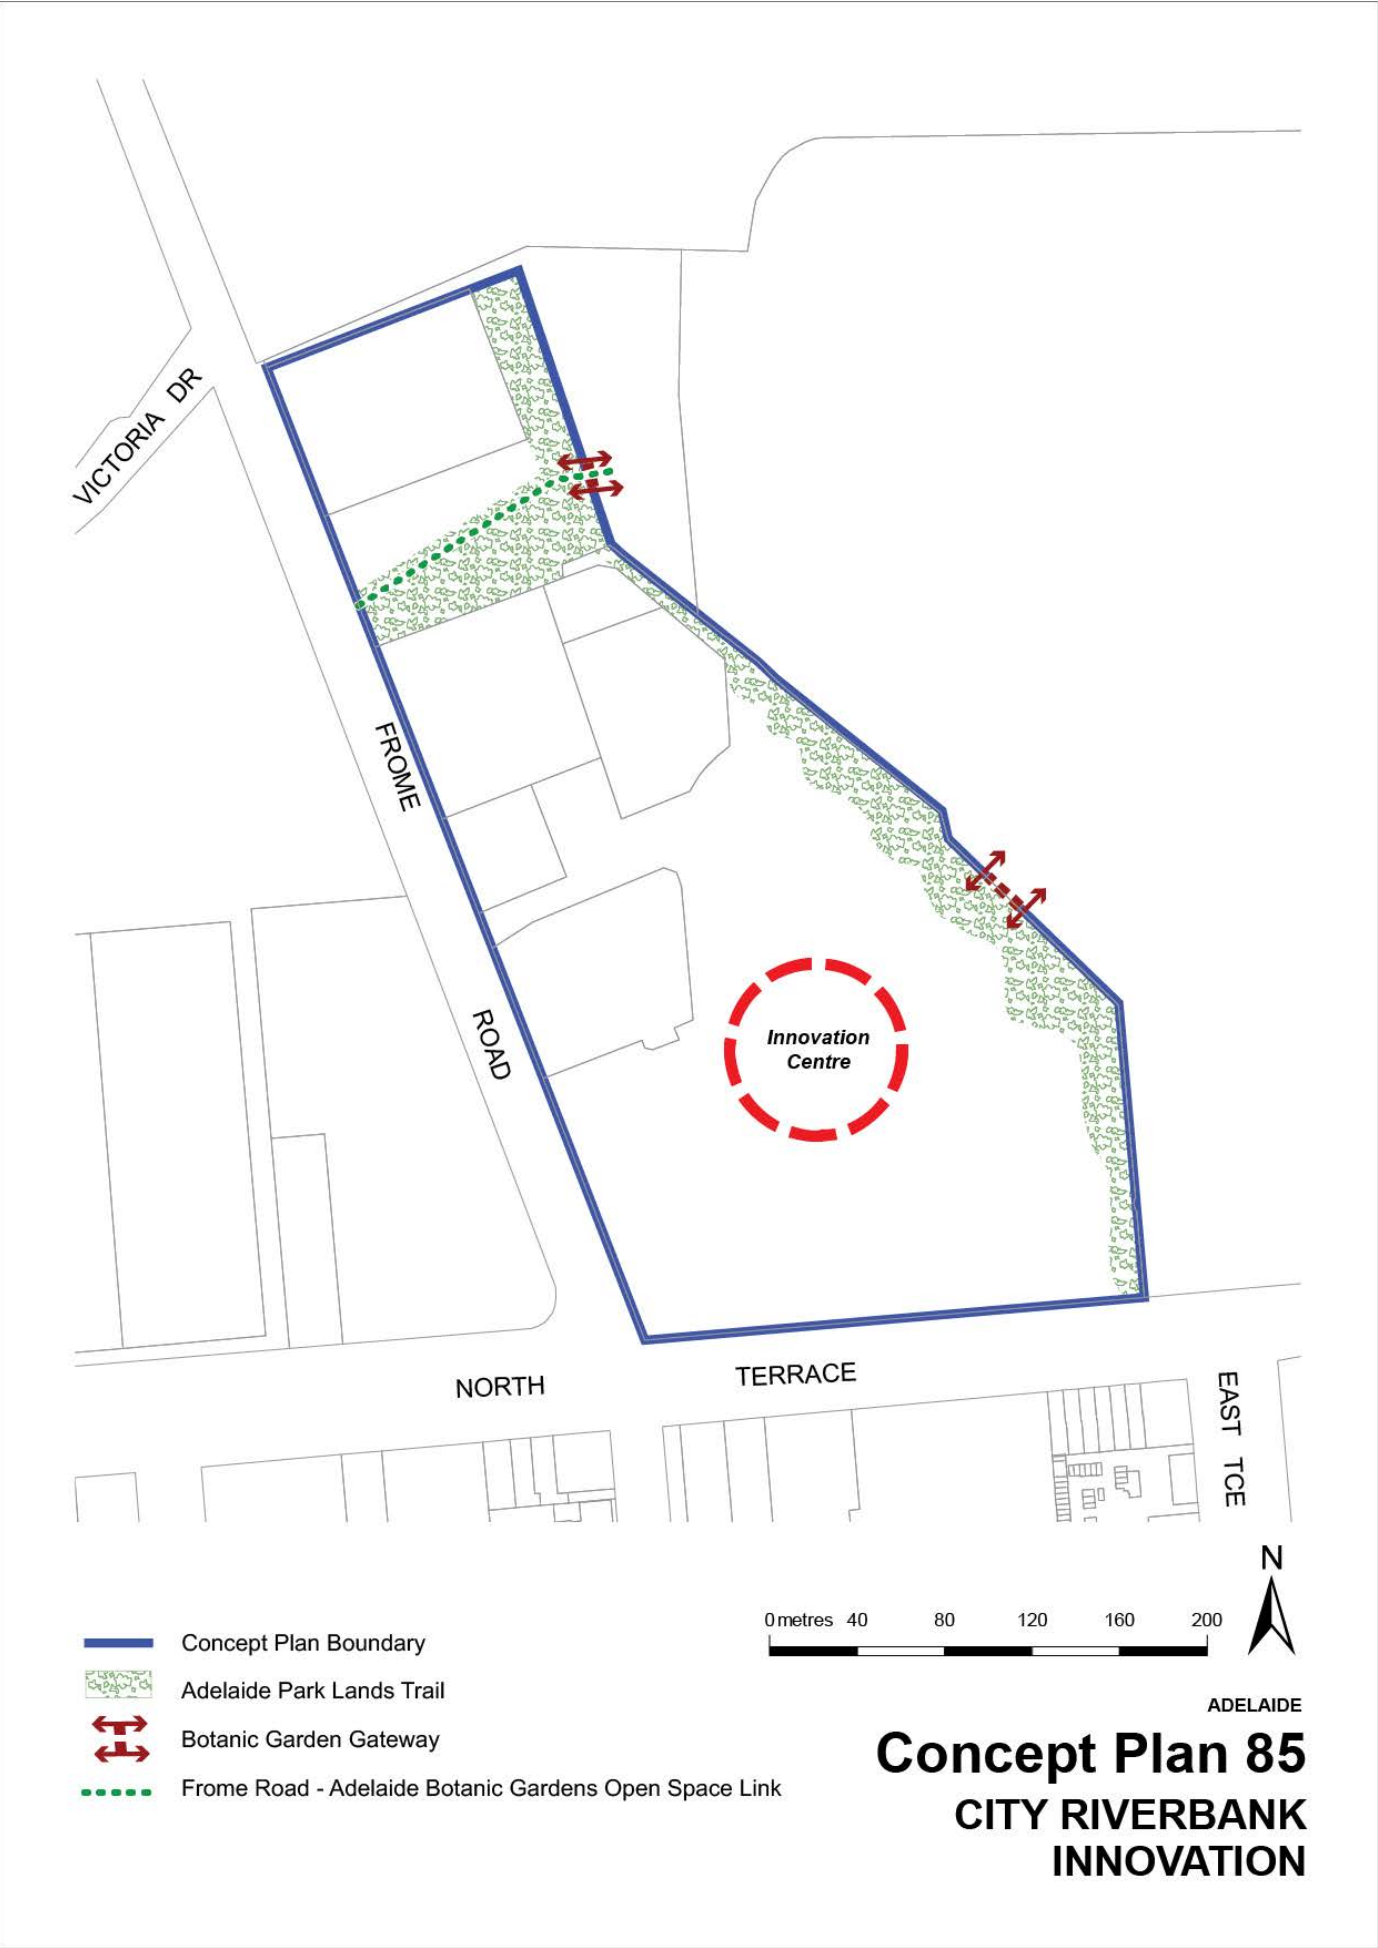 VICTORIA DR
FROME
ROAD
Innovation
Centre
NORTH
TERRACE
EAST TCE
N
0 metres 40 80 120 160 200
Concept Plan Boundary
Adelaide Park Lands Trail
Botanic Garden Gateway
Frome Road - Adelaide Botanic Gardens Open Space Link
ADELAIDE
Concept Plan 85
CITY RIVERBANK
INNOVATION